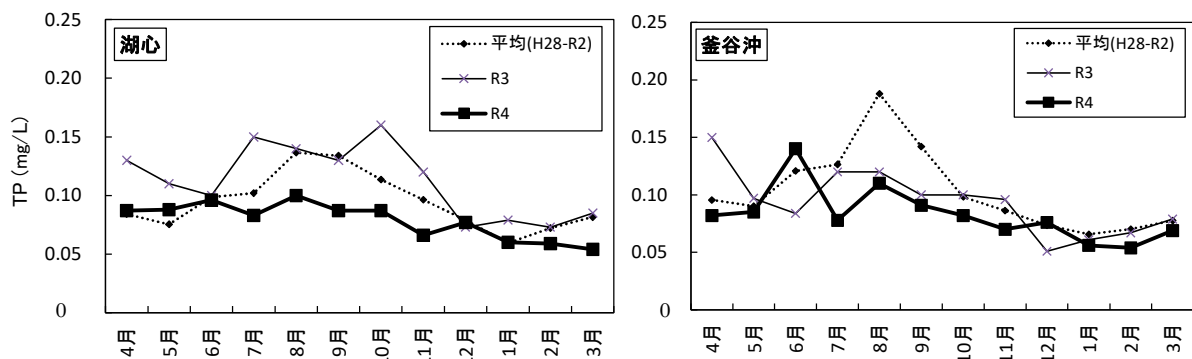 TP (mg/L)
湖心
0.25
0.20
0.15
0.10
0.05
0
平均(H28-R2)
R3
R4
4月
5月
6月
7月
8月
9月
10月
11月
12月
1月
2月
3月
釜谷沖
0.25
0.20
0.15
0.10
0.05
0
平均(H28-R2)
R3
R4
4月
5月
6月
7月
8月
9月
10月
11月
12月
1月
2月
3月